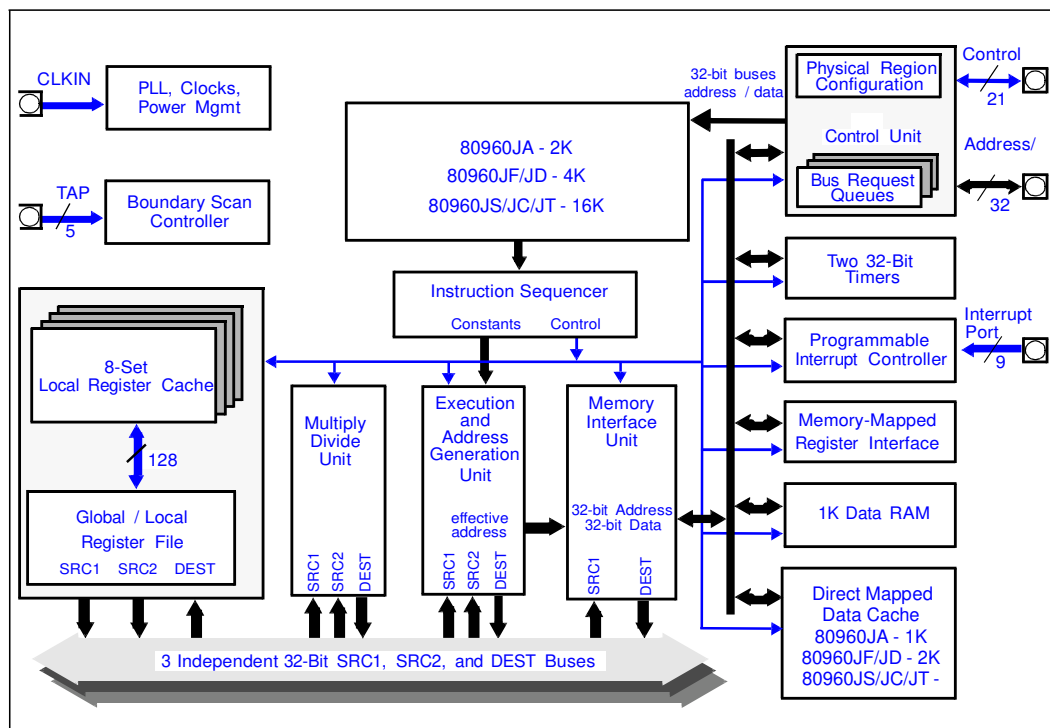 CLKIN
PLL, Clocks,
Power Mgmt
TAP
5
Boundary Scan
Controller
80960JA - 2K
80960JF/JD - 4K
80960JS/JC/JT - 16K
32-bit buses
address / data
Physical Region
Configuration
Control Unit
Bus Request
Queues
Control
21
Address/
32
Instruction Sequencer
Constants Control
Two 32-Bit
Timers
Programmable
Interrupt Controller
Interrupt
Port
9
8-Set
Local Register Cache
128
Global / Local
Register File
SRC1 SRC2 DEST
Multiply
Divide
Unit
SRC1
SRC2
DEST
Execution
and
Address
Generation
Unit
effective
address
SRC1
SRC2
DEST
Memory
Interface
Unit
32-bit Address
32-bit Data
SRC1
DEST
Memory-Mapped
Register Interface
1K Data RAM
Direct Mapped
Data Cache
80960JA - 1K
80960JF/JD - 2K
80960JS/JC/JT -
3 Independent 32-Bit SRC1, SRC2, and DEST Buses